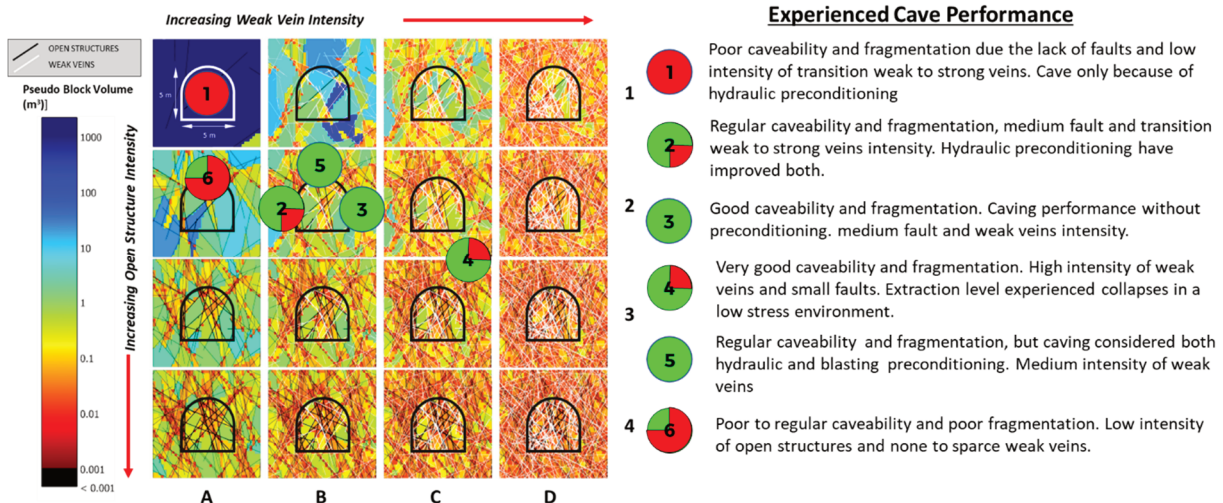 Increasing Weak Vein Intensity
OPEN STRUCTURES
WEAK VEINS
Pseudo Block Volume
(m³)]
1000
100
10
1
0.1
0.01
0.001
< 0.001
Increasing Open Structure Intensity
5 m
5 m
1
6
5
2
3
4
A
B
C
D
1
2
3
4
Experienced Cave Performance
1
Poor caveability and fragmentation due the lack of faults and low
intensity of transition weak to strong veins. Cave only because of
hydraulic preconditioning
2
Regular caveability and fragmentation, medium fault and transition
weak to strong veins intensity. Hydraulic preconditioning have
improved both.
3
Good caveability and fragmentation. Caving performance without
preconditioning. medium fault and weak veins intensity.
4
Very good caveability and fragmentation. High intensity of weak
veins and small faults. Extraction level experienced collapses in a
low stress environment.
5
Regular caveability and fragmentation, but caving considered both
hydraulic and blasting preconditioning. Medium intensity of weak
veins
6
Poor to regular caveability and poor fragmentation. Low intensity
of open structures and none to sparce weak veins.